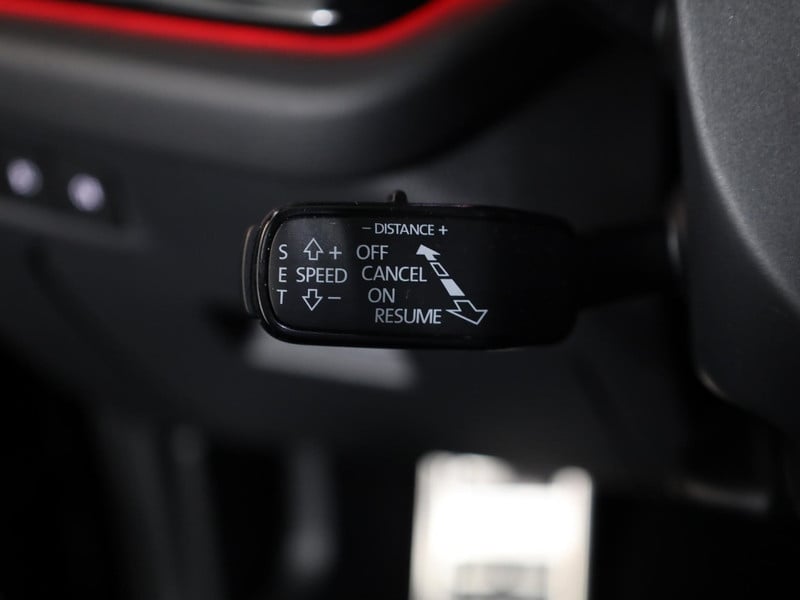 − DISTANCE +
S + OFF
E SPEED CANCEL
T − ON
RESUME